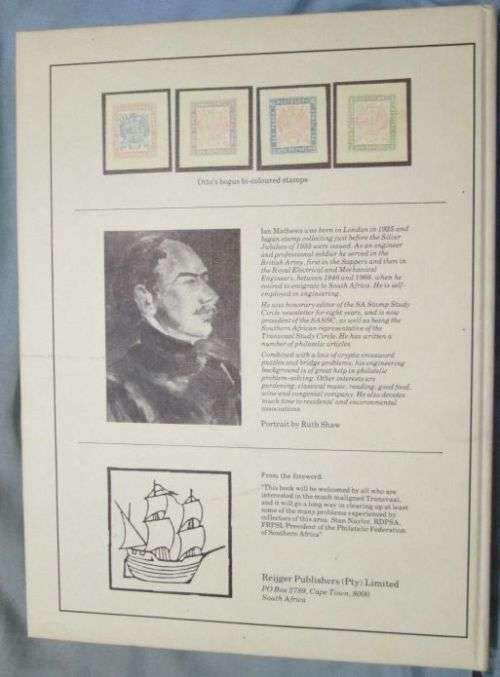 Otto's bogus bi-coloured stamps
Ian Mathews was born in London in 1925 and
began stamp collecting just before the Silver
Jubilee of 1935 were issued. As an engineer
and professional soldier he served in the
British Army, first in the Sappers and then in
the Royal Electrical and Mechanical
Engineers, between 1946 and 1968, when he
retired to emigrate to South Africa. He is self-
employed in engineering.
He was honorary editor of the SA Stamp Study
Circle newsletter for eight years, and is now
president of the SASSC, as well as being the
Southern African representative of the
Transvaal Study Circle. He has written a
number of philatelic articles.
Combined with a love of cryptic crossword
puzzles and bridge problems, his engineering
background is of great help in philatelic
problem-solving. Other interests are
gardening, classical music, reading, good food,
wine and congenial company. He also devotes
much time to residents' and environmental
associations.
Portrait by Ruth Shaw
From the foreword:
"This book will be welcomed by all who are
interested in the much maligned Transvaal,
and it will go a long way in clearing up at least
some of the many problems experienced by
collectors of this area. Stan Naylor, RDPSA,
FRPSL President of the Philatelic Federation
of Southern Africa"
Reijger Publishers (Pty) Limited
PO Box 2789, Cape Town, 8000
South Africa